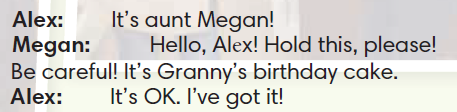 Alex: It's aunt Megan!
Megan: Hello, Alex! Hold this, please!
Be careful! It's Granny's birthday cake.
Alex: It's OK. I've got it!